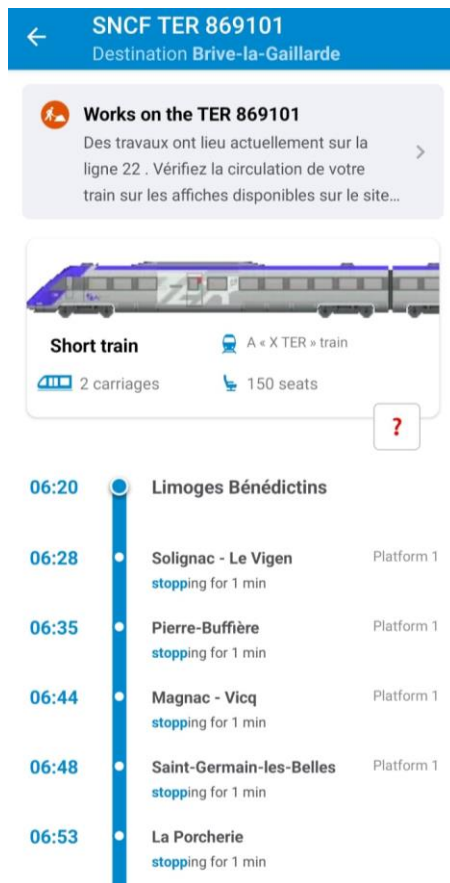 SNCF TER 869101
Destination Brive-la-Gaillarde
Works on the TER 869101
Des travaux ont lieu actuellement sur la
ligne 22 . Vérifiez la circulation de votre
train sur les affiches disponibles sur le site...
Short train
A « X TER » train
2 carriages
150 seats
?
06:20 Limoges Bénédictins
06:28 Solignac - Le Vigen Platform 1
stopping for 1 min
06:35 Pierre-Buffière Platform 1
stopping for 1 min
06:44 Magnac - Vicq Platform 1
stopping for 1 min
06:48 Saint-Germain-les-Belles Platform 1
stopping for 1 min
06:53 La Porcherie
stopping for 1 min